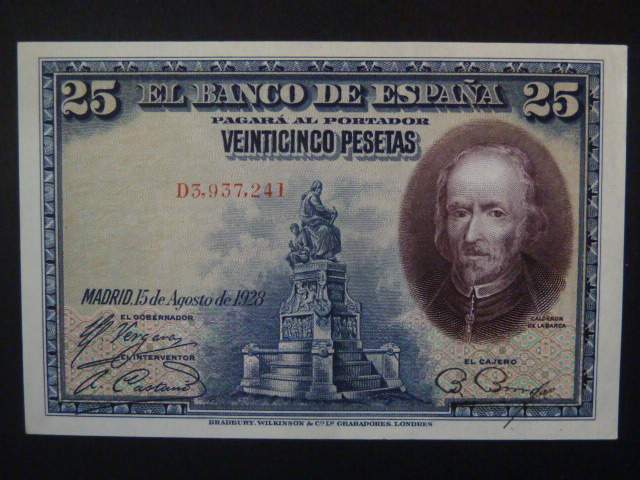 25 EL BANCO DE ESPAÑA 25
PAGARÁ AL PORTADOR
VEINTICINCO PESETAS
D3,937,241
MADRID, 15 de Agosto de 1928
CALDERON
DE LA BARCA
EL GOBERNADOR
EL INTERVENTOR
EL CAJERO
BRADBURY, WILKINSON & Cº Lº GRABADORES, LONDRES